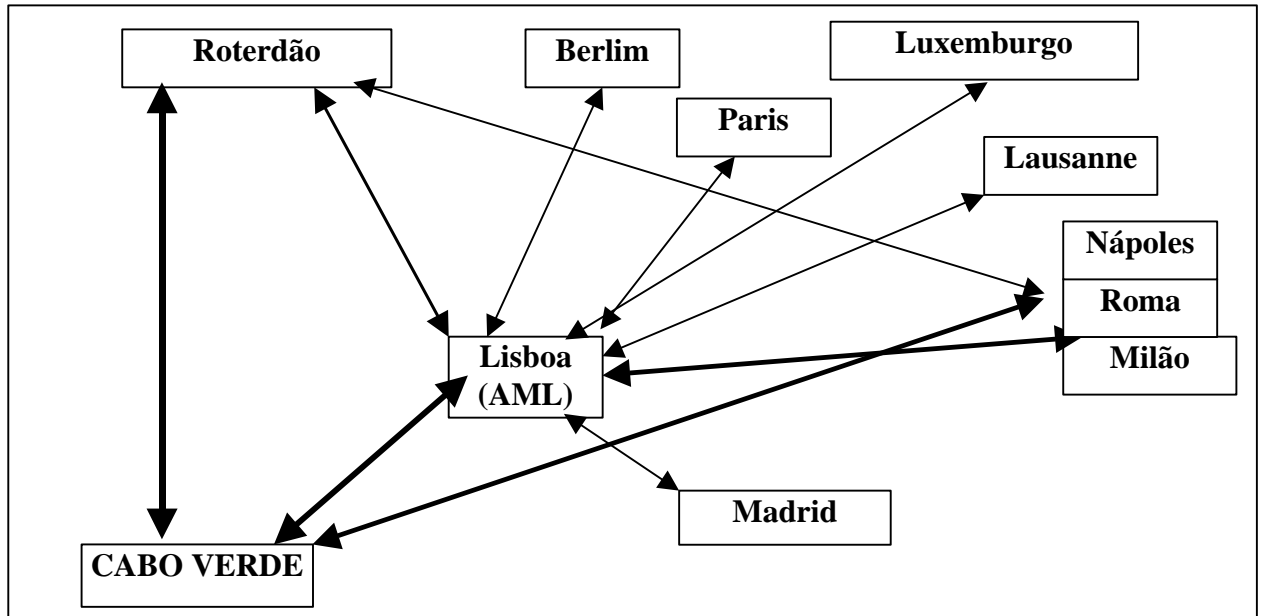 Roterdão
Berlim
Luxemburgo
Paris
Lausanne
Nápoles
Roma
Milão
Lisboa
(AML)
Madrid
CABO VERDE